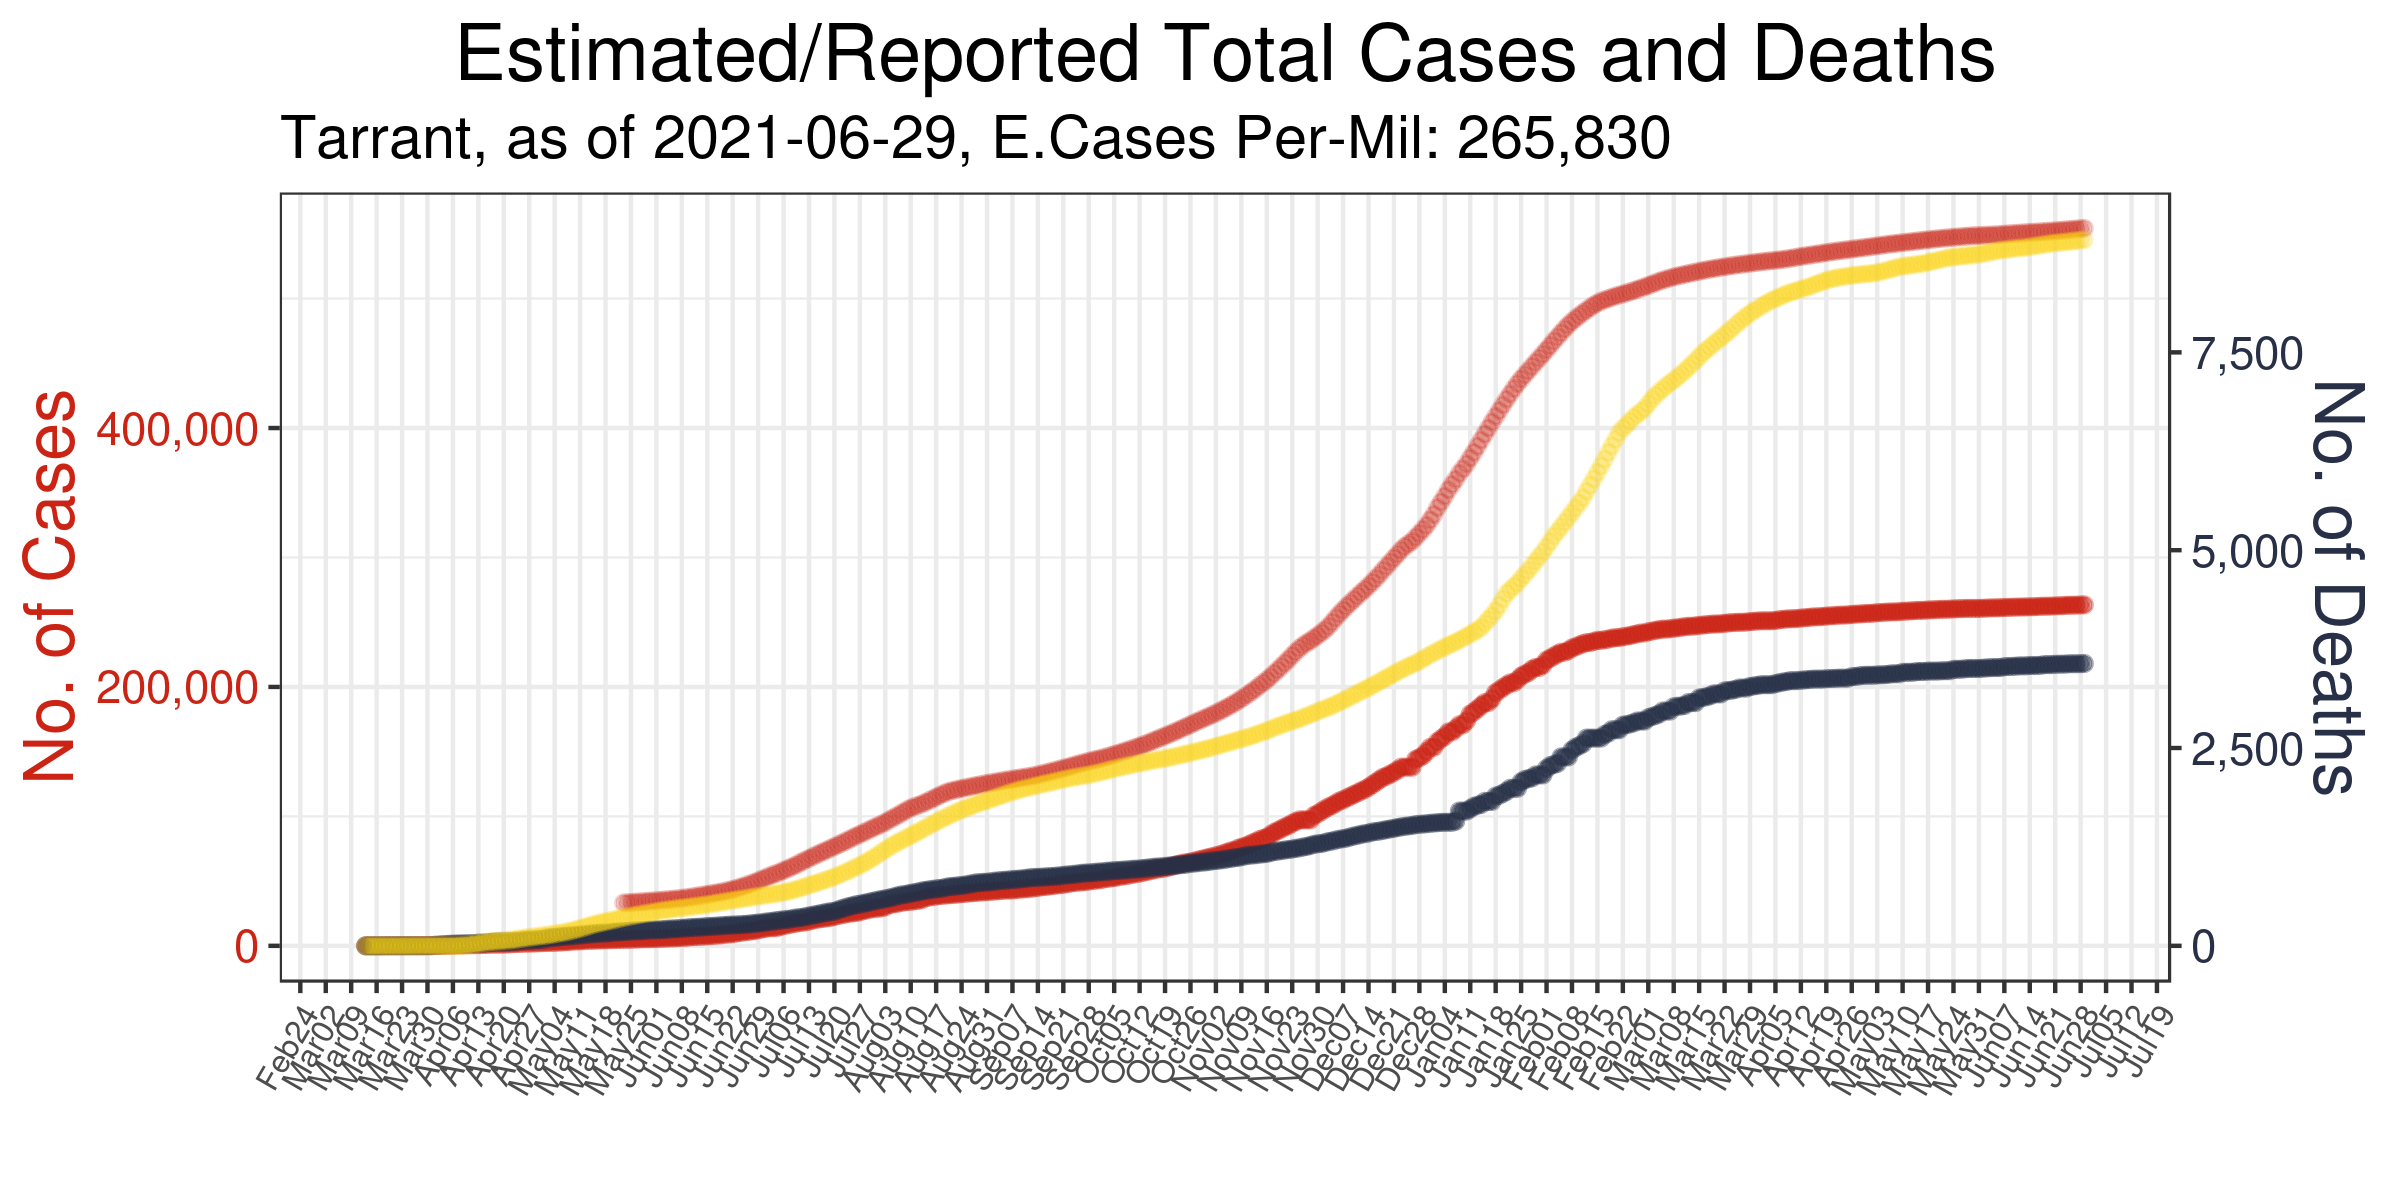 Estimated/Reported Total Cases and Deaths
Tarrant, as of 2021-06-29, E.Cases Per-Mil: 265,830
No. of Cases
400,000
200,000
0
7,500
5,000
2,500
0
No. of Deaths
Feb24
Mar02
Mar09
Mar16
Mar23
Mar30
Apr06
Apr13
Apr20
Apr27
May04
May11
May18
May25
Jun01
Jun08
Jun15
Jun22
Jun29
Jul06
Jul13
Jul20
Jul27
Aug03
Aug10
Aug17
Aug24
Aug31
Sep07
Sep14
Sep21
Sep28
Oct05
Oct12
Oct19
Oct26
Nov02
Nov09
Nov16
Nov23
Nov30
Dec07
Dec14
Dec21
Dec28
Jan04
Jan11
Jan18
Jan25
Feb01
Feb08
Feb15
Feb22
Mar01
Mar08
Mar15
Mar22
Mar29
Apr05
Apr12
Apr19
Apr26
May03
May10
May17
May24
May31
Jun07
Jun14
Jun21
Jun28
Jul05
Jul12
Jul19